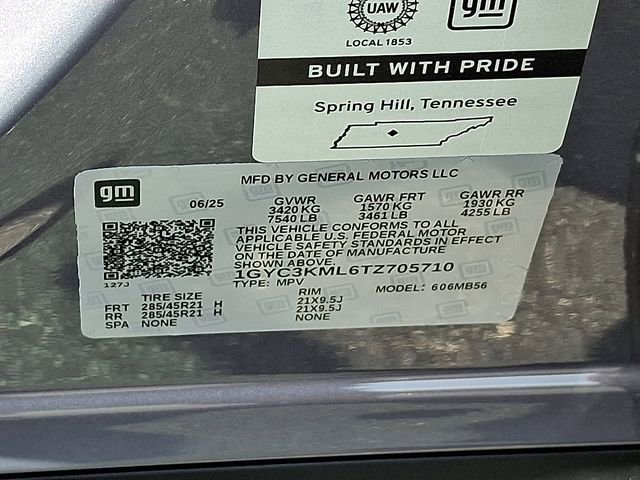 UAW
gm
LOCAL 1853
BUILT WITH PRIDE
Spring Hill, Tennessee
gm
MFD BY GENERAL MOTORS LLC
06/25 GVWR GAWR FRT GAWR RR
3420 KG 1570 KG 1930 KG
7540 LB 3461 LB 4255 LB
THIS VEHICLE CONFORMS TO ALL
APPLICABLE U.S. FEDERAL MOTOR
VEHICLE SAFETY STANDARDS IN EFFECT
ON THE DATE OF MANUFACTURE
SHOWN ABOVE.
1GYC3KML6TZ705710
127J TYPE: MPV MODEL: 606MB56
TIRE SIZE RIM
FRT 285/45R21 H 21X9.5J
RR 285/45R21 H 21X9.5J
SPA NONE NONE